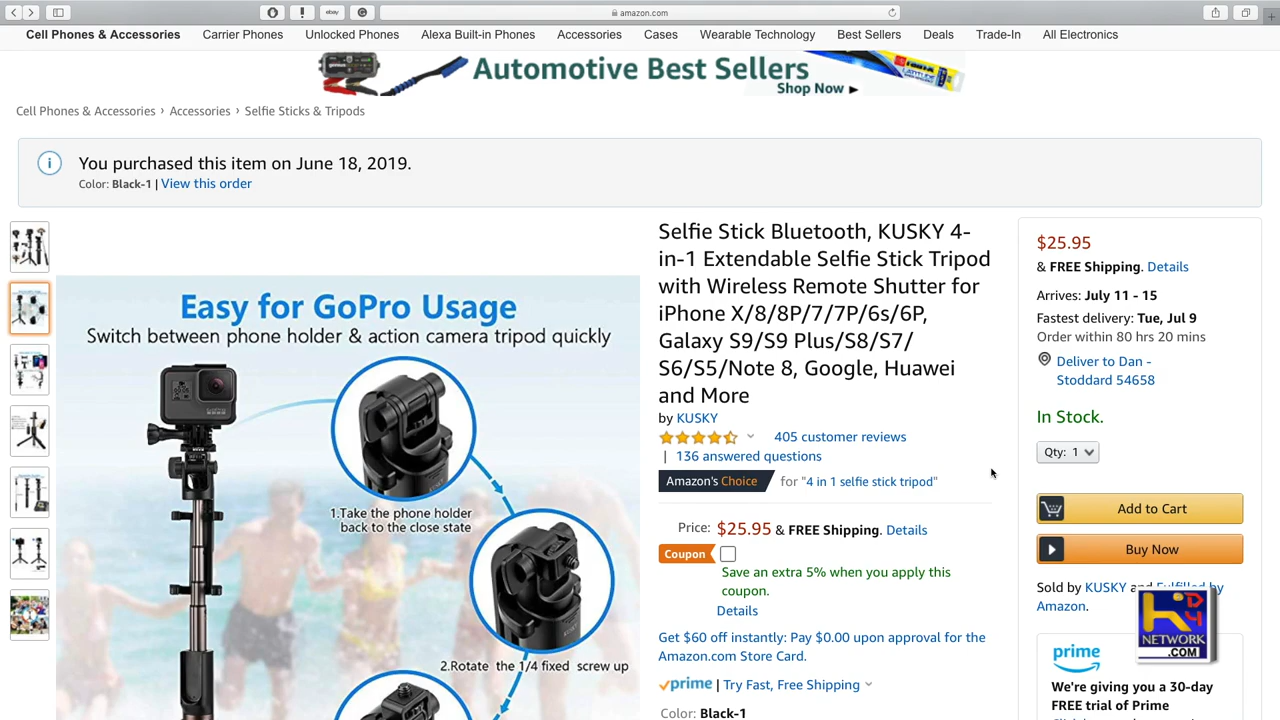 ebay
amazon.com
Cell Phones & Accessories Carrier Phones Unlocked Phones Alexa Built-in Phones Accessories Cases Wearable Technology Best Sellers Deals Trade-In All Electronics
Automotive Best Sellers
Shop Now ▶
Cell Phones & Accessories › Accessories › Selfie Sticks & Tripods
You purchased this item on June 18, 2019.
Color: Black-1 | View this order
Easy for GoPro Usage
Switch between phone holder & action camera tripod quickly
1.Take the phone holder
back to the close state
2.Rotate the 1/4 fixed screw up
Selfie Stick Bluetooth, KUSKY 4-
in-1 Extendable Selfie Stick Tripod
with Wireless Remote Shutter for
iPhone X/8/8P/7/7P/6s/6P,
Galaxy S9/S9 Plus/S8/S7/
S6/S5/Note 8, Google, Huawei
and More
by KUSKY
405 customer reviews
| 136 answered questions
Amazon's Choice for "4 in 1 selfie stick tripod"
Price: $25.95 & FREE Shipping. Details
Coupon
Save an extra 5% when you apply this
coupon.
Details
Get $60 off instantly: Pay $0.00 upon approval for the
Amazon.com Store Card.
prime | Try Fast, Free Shipping
Color: Black-1
$25.95
& FREE Shipping. Details
Arrives: July 11 - 15
Fastest delivery: Tue, Jul 9
Order within 80 hrs 20 mins
Deliver to Dan -
Stoddard 54658
In Stock.
Qty: 1
Add to Cart
Buy Now
Sold by KUSKY and Fulfilled by
Amazon.
NETWORK
.COM
prime
We're giving you a 30-day
FREE trial of Prime